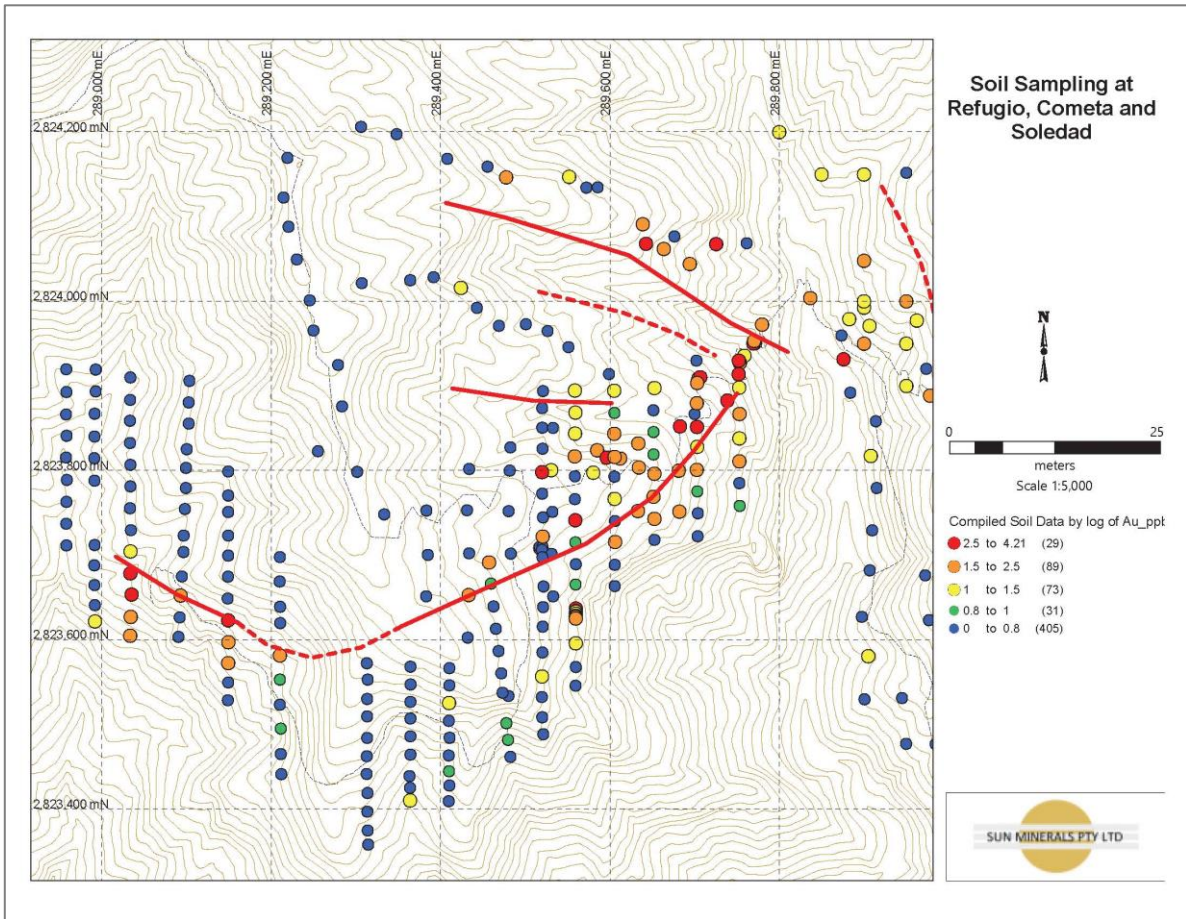 Soil Sampling at
Refugio, Cometa and
Soledad
289,000 mE
289,200 mE
289,400 mE
289,600 mE
289,800 mE
2,824,200 mN
2,824,000 mN
2,823,800 mN
2,823,600 mN
2,823,400 mN
N
0 25
meters
Scale 1:5,000
Compiled Soil Data by log of Au_ppb
2.5 to 4.21 (29)
1.5 to 2.5 (89)
1 to 1.5 (73)
0.8 to 1 (31)
0 to 0.8 (405)
SUN MINERALS PTY LTD